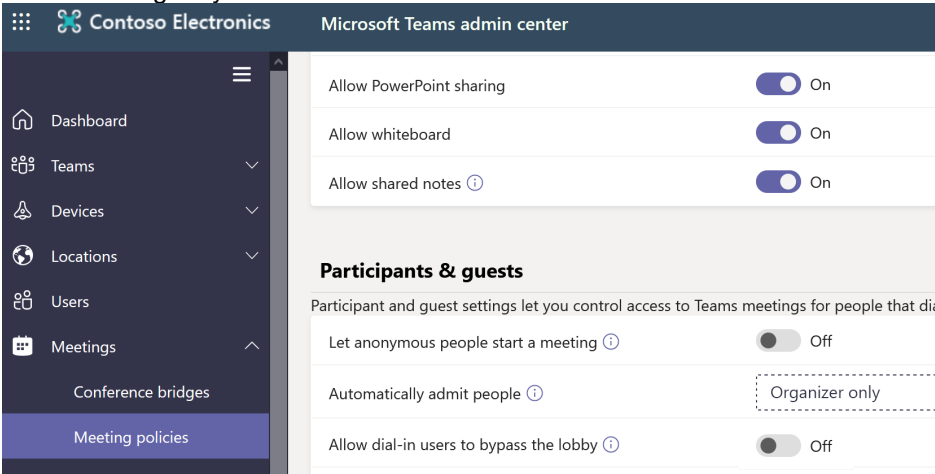 Contoso Electronics
Microsoft Teams admin center
Dashboard
Teams
Devices
Locations
Users
Meetings
Conference bridges
Meeting policies
Allow PowerPoint sharing On
Allow whiteboard On
Allow shared notes On
Participants & guests
Participant and guest settings let you control access to Teams meetings for people that
Let anonymous people start a meeting Off
Automatically admit people Organizer only
Allow dial-in users to bypass the lobby Off